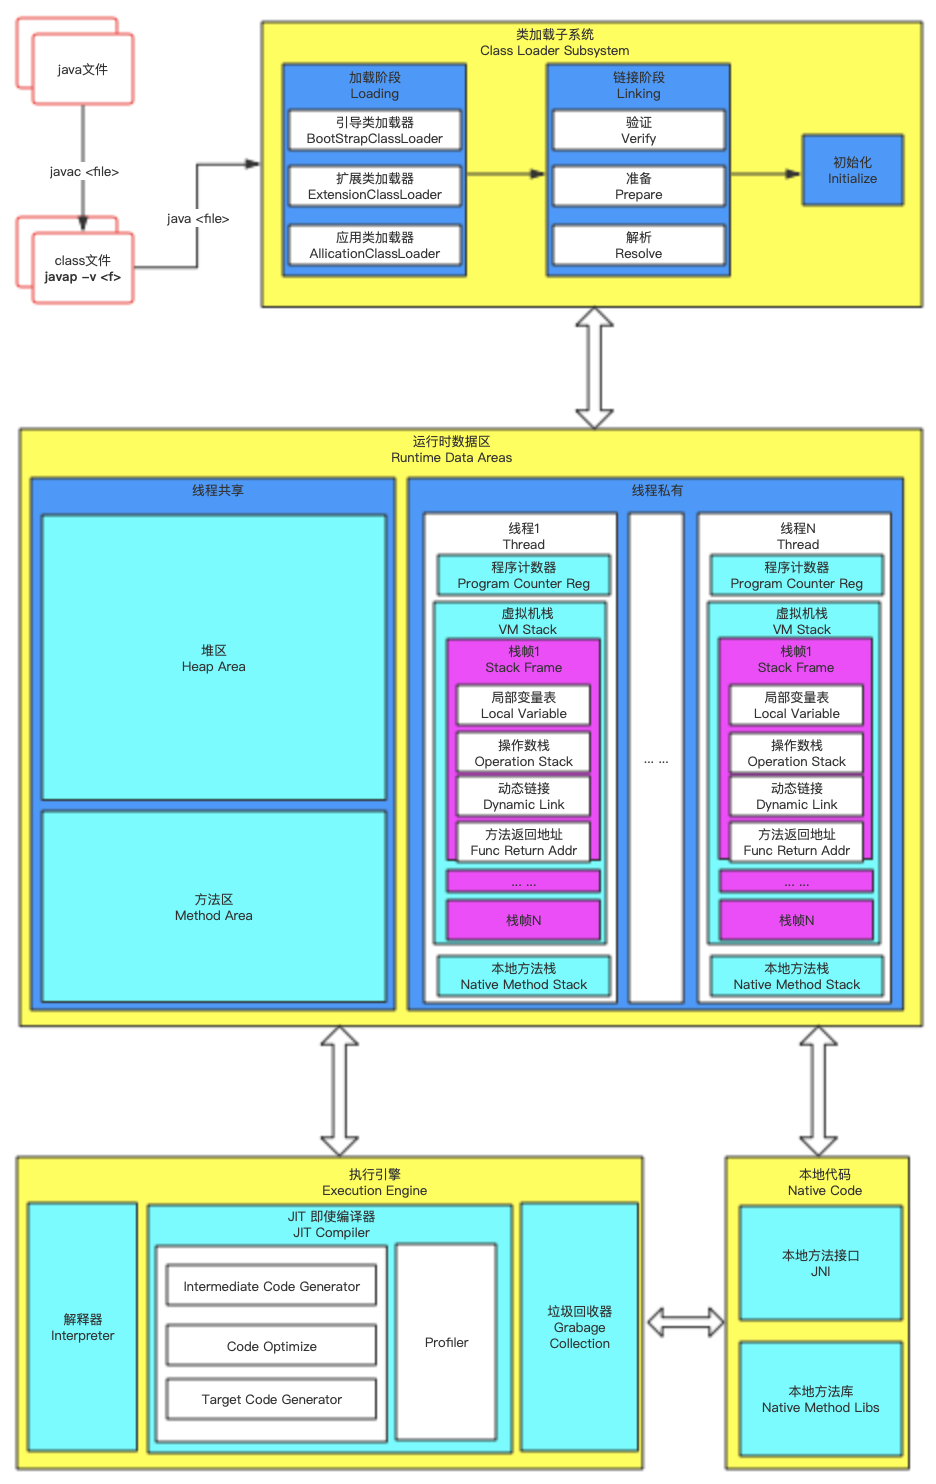 java文件
javac <file>
class文件
javap -v <f>
java <file>
类加载子系统
Class Loader Subsystem
加载阶段
Loading
引导类加载器
BootStrapClassLoader
扩展类加载器
ExtensionClassLoader
应用类加载器
AllicationClassLoader
链接阶段
Linking
验证
Verify
准备
Prepare
解析
Resolve
初始化
Initialize
运行时数据区
Runtime Data Areas
线程共享
堆区
Heap Area
方法区
Method Area
线程私有
线程1
Thread
程序计数器
Program Counter Reg
虚拟机栈
VM Stack
栈帧1
Stack Frame
局部变量表
Local Variable
操作数栈
Operation Stack
动态链接
Dynamic Link
方法返回地址
Func Return Addr
... ...
栈帧N
本地方法栈
Native Method Stack
... ...
线程N
Thread
程序计数器
Program Counter Reg
虚拟机栈
VM Stack
栈帧1
Stack Frame
局部变量表
Local Variable
操作数栈
Operation Stack
动态链接
Dynamic Link
方法返回地址
Func Return Addr
... ...
栈帧N
本地方法栈
Native Method Stack
执行引擎
Execution Engine
解释器
Interpreter
JIT 即使编译器
JIT Compiler
Intermediate Code Generator
Code Optimize
Target Code Generator
Profiler
垃圾回收器
Grabage
Collection
本地代码
Native Code
本地方法接口
JNI
本地方法库
Native Method Libs